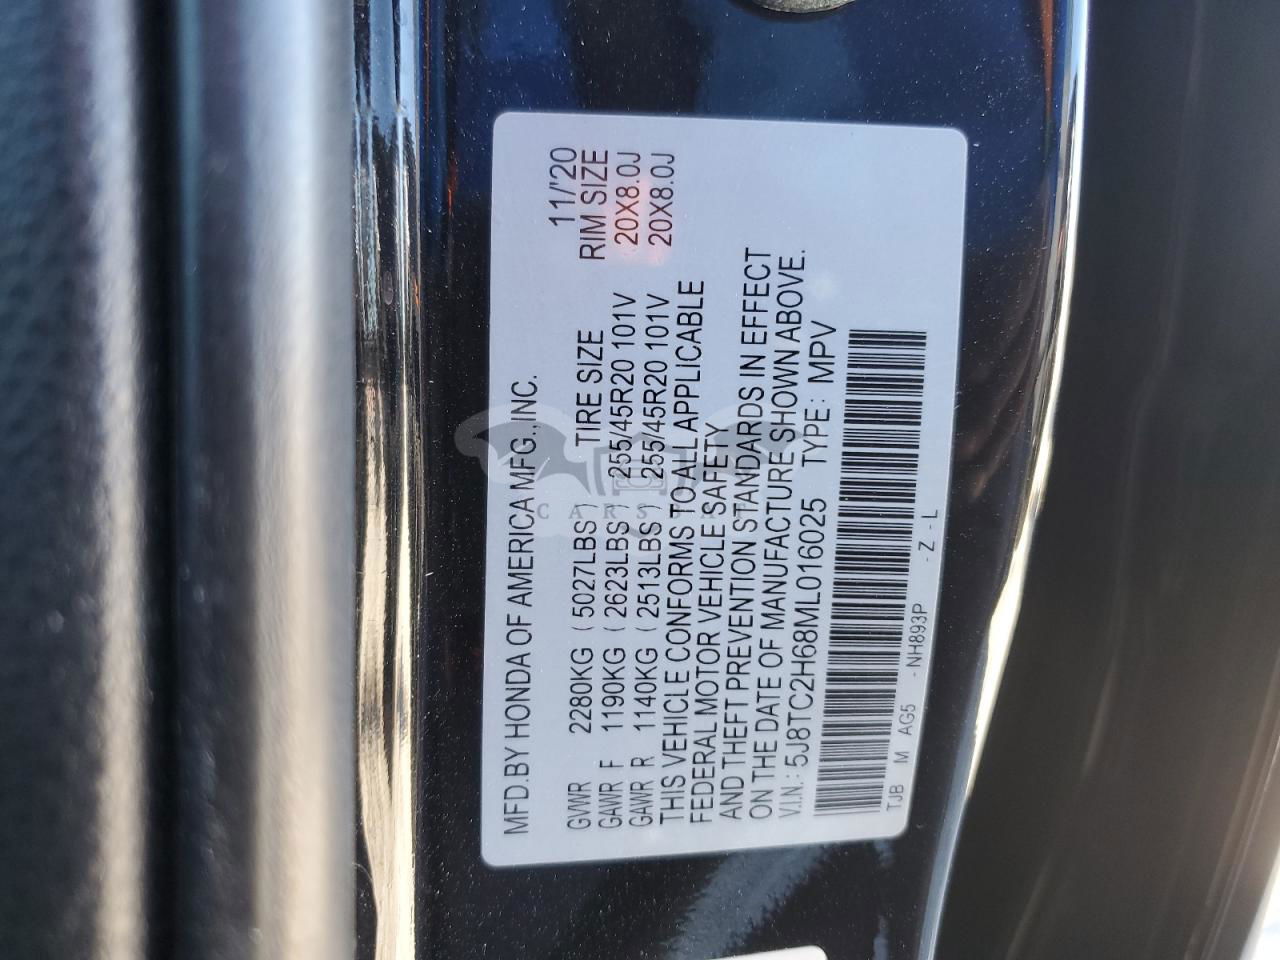 MFD.BY HONDA OF AMERICA MFG.,INC. 11/'20
GVWR 2280KG ( 5027LBS ) TIRE SIZE RIM SIZE
GAWR F 1190KG ( 2623LBS ) 255/45R20 101V 20X8.0J
GAWR R 1140KG ( 2513LBS ) 255/45R20 101V 20X8.0J
THIS VEHICLE CONFORMS TO ALL APPLICABLE
FEDERAL MOTOR VEHICLE SAFETY
AND THEFT PREVENTION STANDARDS IN EFFECT
ON THE DATE OF MANUFACTURE SHOWN ABOVE.
V.I.N.: 5J8TC2H68ML016025 TYPE: MPV
TJB M AG5 - NH893P - Z - L